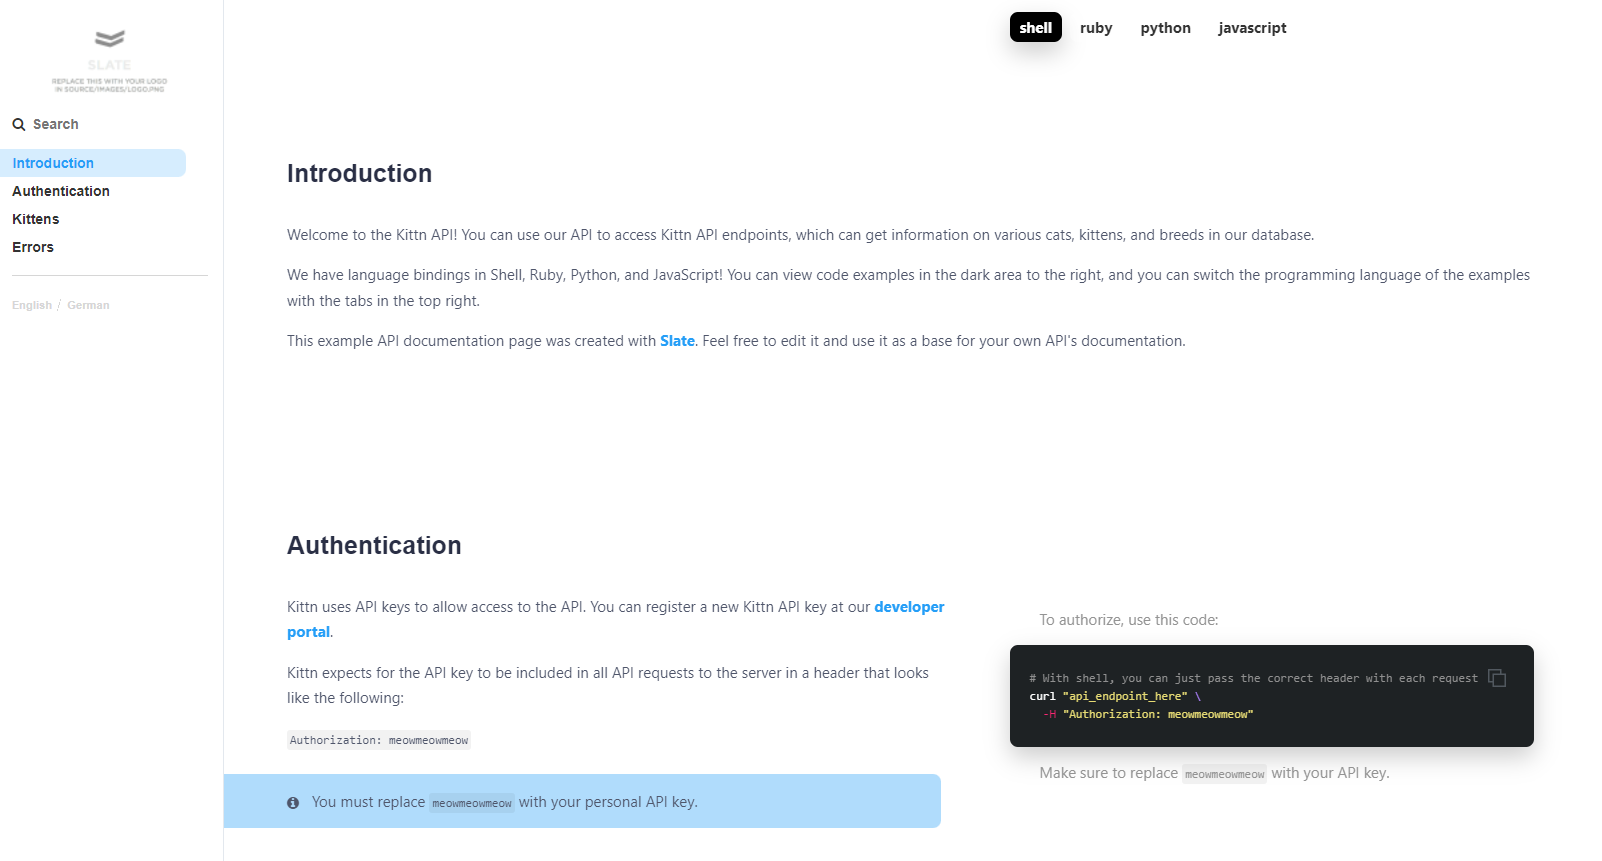 SLATE
REPLACE THIS WITH YOUR LOGO
IN SOURCE/IMAGES/LOGO.PNG
Search
Introduction
Authentication
Kittens
Errors
English / German
shell ruby python javascript
Introduction
Welcome to the Kittn API! You can use our API to access Kittn API endpoints, which can get information on various cats, kittens, and breeds in our database.
We have language bindings in Shell, Ruby, Python, and JavaScript! You can view code examples in the dark area to the right, and you can switch the programming language of the examples
with the tabs in the top right.
This example API documentation page was created with Slate. Feel free to edit it and use it as a base for your own API's documentation.
Authentication
Kittn uses API keys to allow access to the API. You can register a new Kittn API key at our developer
portal.
Kittn expects for the API key to be included in all API requests to the server in a header that looks
like the following:
Authorization: meowmeowmeow
You must replace meowmeowmeow with your personal API key.
To authorize, use this code:
# With shell, you can just pass the correct header with each request
curl "api_endpoint_here" \
  -H "Authorization: meowmeowmeow"
Make sure to replace meowmeowmeow with your API key.